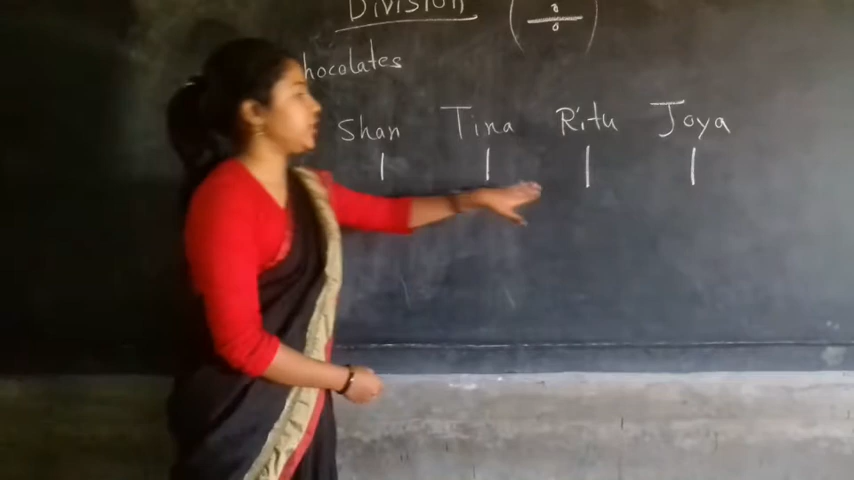 Division (÷)
hocolates
Shan Tina Ritu Joya
| | | |